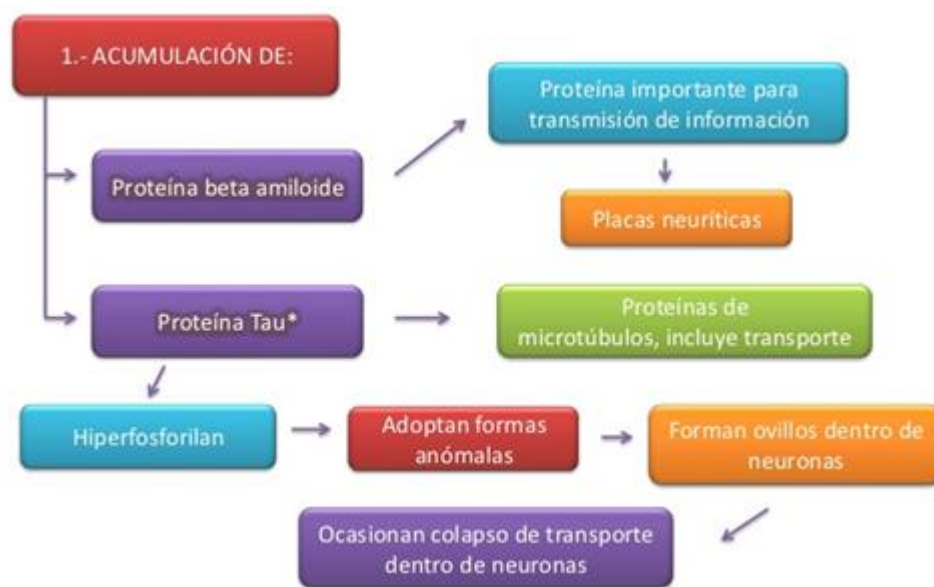 1.- ACUMULACIÓN DE:
Proteína importante para
transmisión de información
Proteína beta amiloide
Placas neuríticas
Proteína Tau*
Proteínas de
microtúbulos, incluye transporte
Hiperfosforilan
Adoptan formas
anómalas
Forman ovillos dentro de
neuronas
Ocasionan colapso de transporte
dentro de neuronas